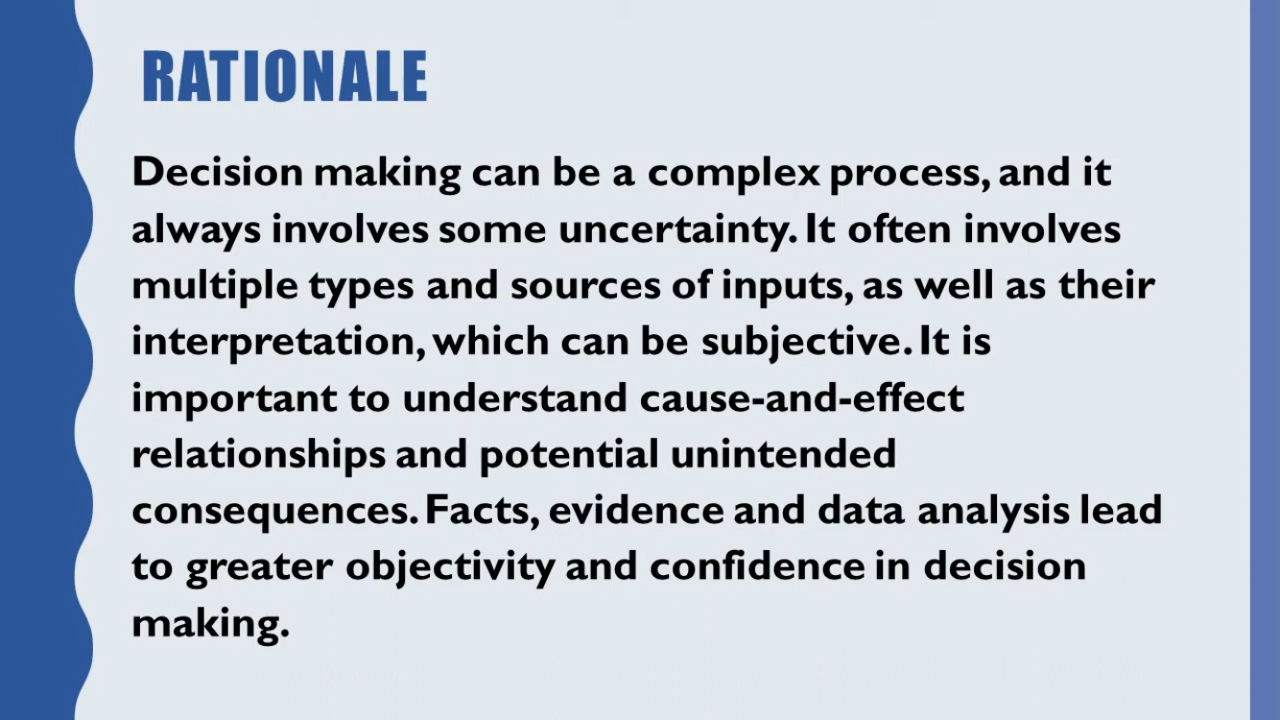 RATIONALE
Decision making can be a complex process, and it
always involves some uncertainty. It often involves
multiple types and sources of inputs, as well as their
interpretation, which can be subjective. It is
important to understand cause-and-effect
relationships and potential unintended
consequences. Facts, evidence and data analysis lead
to greater objectivity and confidence in decision
making.